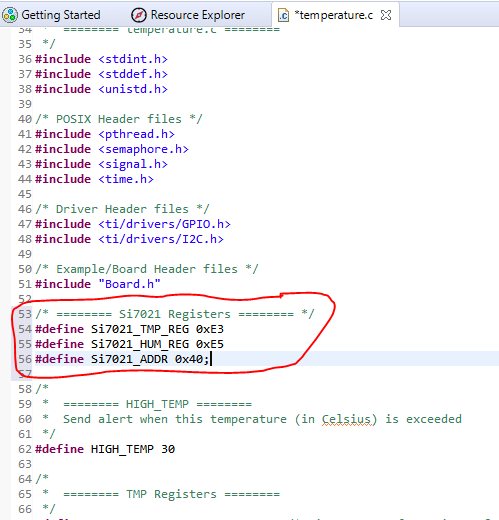 Getting Started Resource Explorer *temperature.c
34 * ======== temperature.c ========
35 */
36 #include <stdint.h>
37 #include <stddef.h>
38 #include <unistd.h>
39
40 /* POSIX Header files */
41 #include <pthread.h>
42 #include <semaphore.h>
43 #include <signal.h>
44 #include <time.h>
45
46 /* Driver Header files */
47 #include <ti/drivers/GPIO.h>
48 #include <ti/drivers/I2C.h>
49
50 /* Example/Board Header files */
51 #include "Board.h"
52
53 /* ======== Si7021 Registers ======== */
54 #define Si7021_TMP_REG 0xE3
55 #define Si7021_HUM_REG 0xE5
56 #define Si7021_ADDR 0x40;
57
58 /*
59 * ======== HIGH_TEMP ========
60 * Send alert when this temperature (in Celsius) is exceeded
61 */
62 #define HIGH_TEMP 30
63
64 /*
65 * ======== TMP Registers ========
66 */